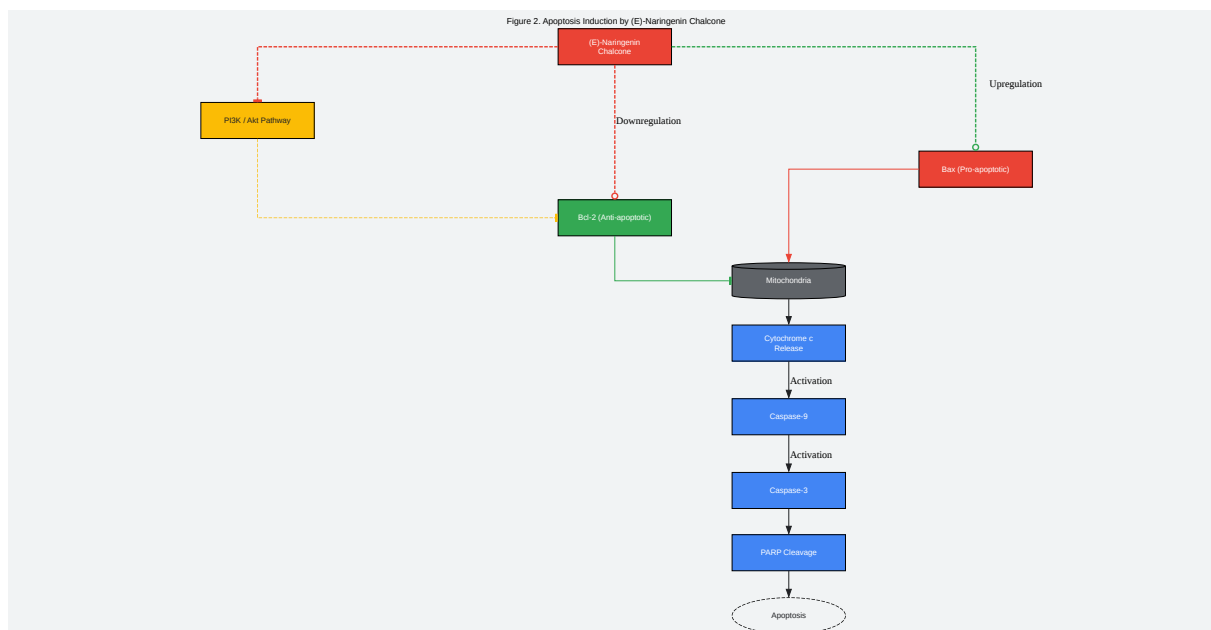 Figure 2. Apoptosis Induction by (E)-Naringenin Chalcone
(E)-Naringenin
Chalcone
Upregulation
PI3K / Akt Pathway
Downregulation
Bax (Pro-apoptotic)
Bcl-2 (Anti-apoptotic)
Mitochondria
Cytochrome c
Release
Activation
Caspase-9
Activation
Caspase-3
PARP Cleavage
Apoptosis